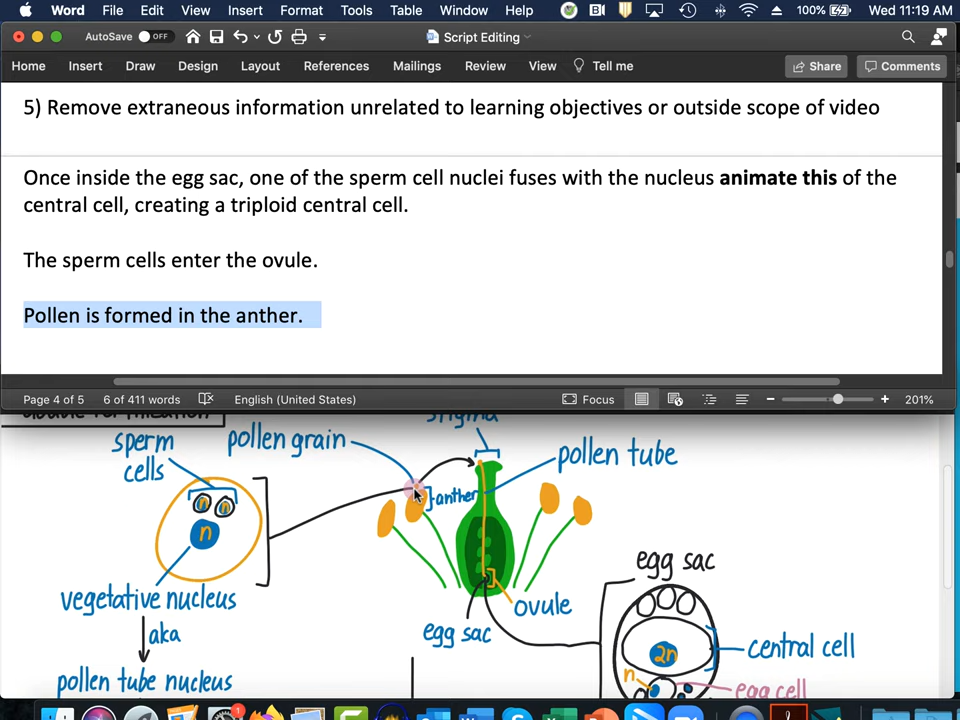 Word File Edit View Insert Format Tools Table Window Help 100% Wed 11:19 AM
AutoSave OFF Script Editing
Home Insert Draw Design Layout References Mailings Review View Tell me Share Comments
5) Remove extraneous information unrelated to learning objectives or outside scope of video
Once inside the egg sac, one of the sperm cell nuclei fuses with the nucleus animate this of the
central cell, creating a triploid central cell.
The sperm cells enter the ovule.
Pollen is formed in the anther.
Page 4 of 5 6 of 411 words English (United States) Focus 201%
stigma
sperm
cells
pollen grain
pollen tube
anther
n n
n
vegetative nucleus
aka
pollen tube nucleus
egg sac
ovule
egg sac
central cell
2n
n
egg cell
1